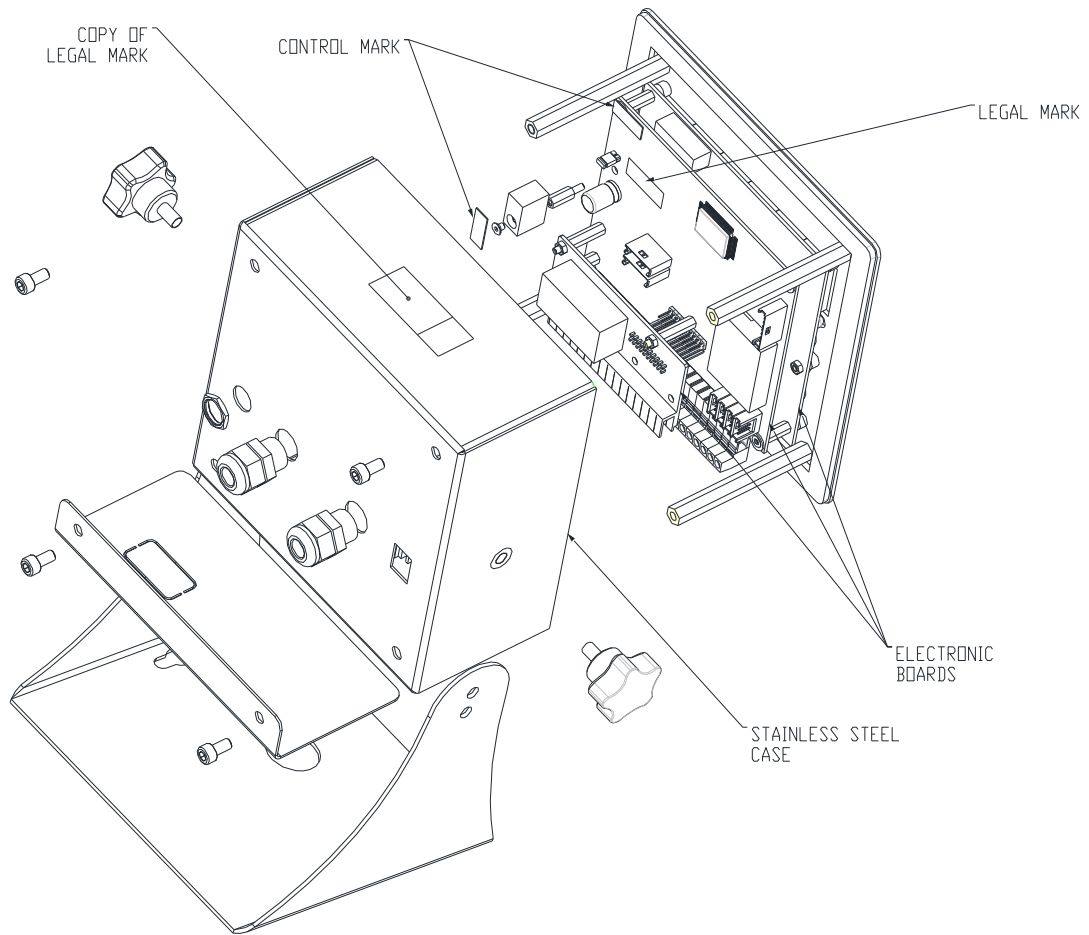 COPY OF
LEGAL MARK
CONTROL MARK
LEGAL MARK
ELECTRONIC
BOARDS
STAINLESS STEEL
CASE